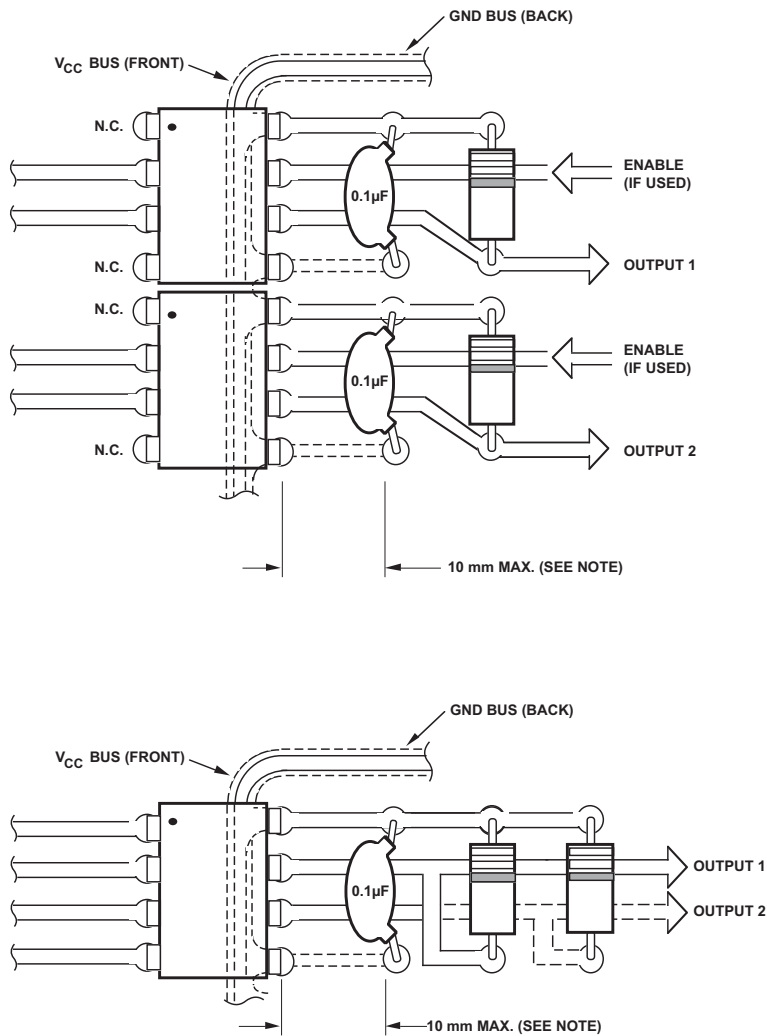 GND BUS (BACK)
VCC BUS (FRONT)
N.C.
ENABLE
(IF USED)
0.1µF
N.C.
OUTPUT 1
N.C.
ENABLE
(IF USED)
0.1µF
N.C.
OUTPUT 2
10 mm MAX. (SEE NOTE)
GND BUS (BACK)
VCC BUS (FRONT)
OUTPUT 1
0.1µF
OUTPUT 2
10 mm MAX. (SEE NOTE)